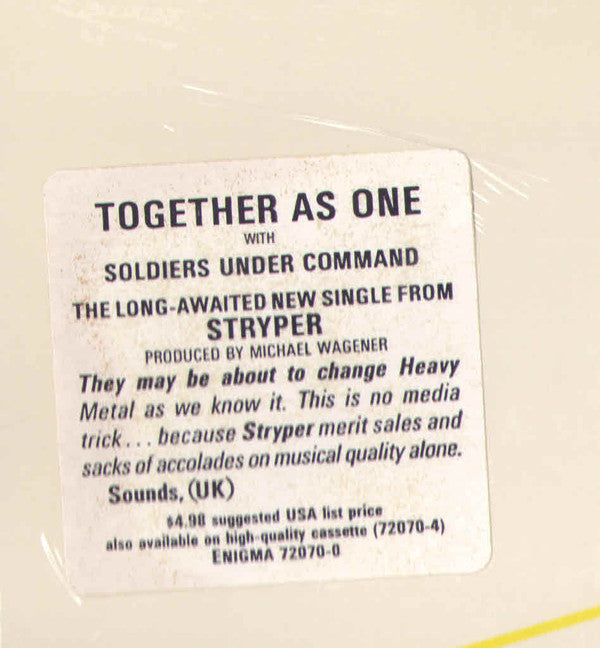 TOGETHER AS ONE
WITH
SOLDIERS UNDER COMMAND
THE LONG-AWAITED NEW SINGLE FROM
STRYPER
PRODUCED BY MICHAEL WAGENER
They may be about to change Heavy
Metal as we know it. This is no media
trick... because Stryper merit sales and
sacks of accolades on musical quality alone.
Sounds, (UK)
$4.98 suggested USA list price
also available on high-quality cassette (72070-4)
ENIGMA 72070-0